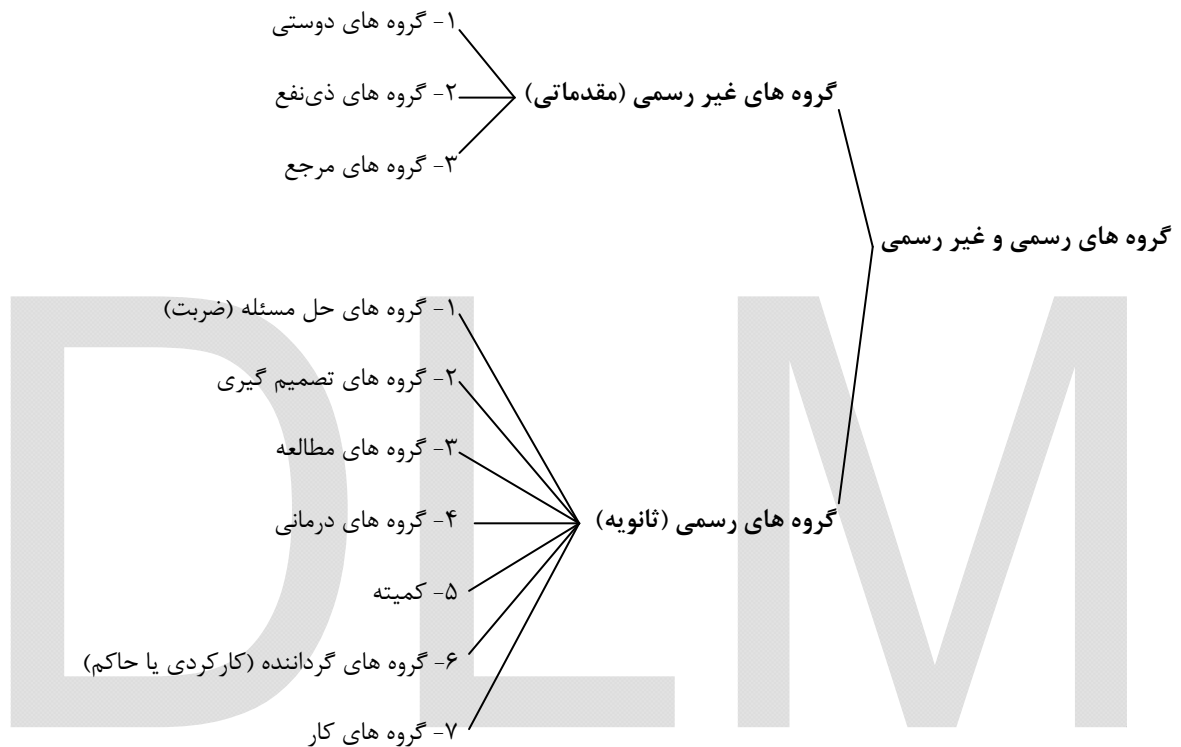 گروه های رسمی و غیر رسمی
گروه های غیر رسمی (مقدماتی)
۱- گروه های دوستی
۲- گروه های ذی‌نفع
۳- گروه های مرجع
گروه های رسمی (ثانویه)
۱- گروه های حل مسئله (ضربت)
۲- گروه های تصمیم گیری
۳- گروه های مطالعه
۴- گروه های درمانی
۵- کمیته
۶- گروه های گرداننده (کارکردی یا حاکم)
۷- گروه های کار
DLM